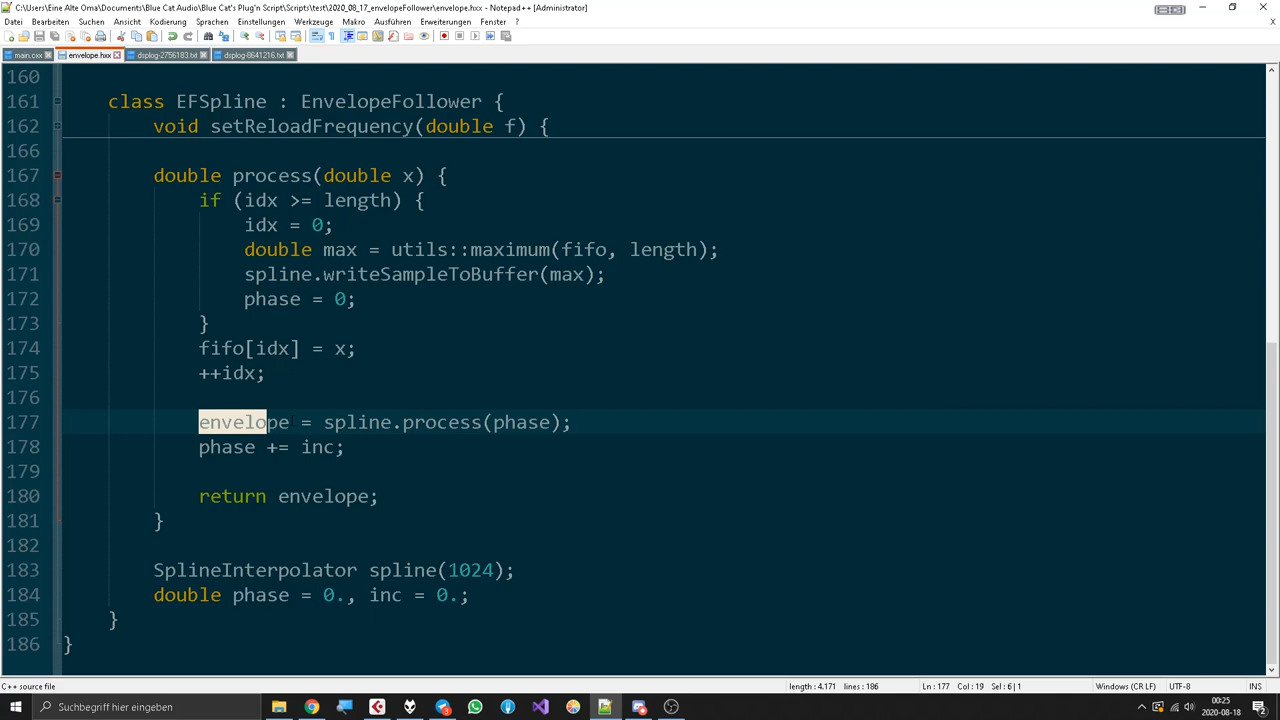 C:\Users\Eine Alte Oma\Documents\Blue Cat Audio\Blue Cat's Plug'n Script\Scripts\test\2020_08_17_envelopeFollower\envelope.hxx - Notepad++ [Administrator]
Datei Bearbeiten Suchen Ansicht Kodierung Sprachen Einstellungen Werkzeuge Makro Ausführen Erweiterungen Fenster ?
main.cxx envelope.hxx dsplog-2756183.txt dsplog-8641216.txt
160
161 class EFSpline : EnvelopeFollower {
162 void setReloadFrequency(double f) {
166
167 double process(double x) {
168 if (idx >= length) {
169 idx = 0;
170 double max = utils::maximum(fifo, length);
171 spline.writeSampleToBuffer(max);
172 phase = 0;
173 }
174 fifo[idx] = x;
175 ++idx;
176
177 envelope = spline.process(phase);
178 phase += inc;
179
180 return envelope;
181 }
182
183 SplineInterpolator spline(1024);
184 double phase = 0., inc = 0.;
185 }
186 }
C++ source file length : 4.171 lines : 186 Ln : 177 Col : 19 Sel : 6 | 1 Windows (CR LF) UTF-8 INS
Suchbegriff hier eingeben 00:25
2020-08-18